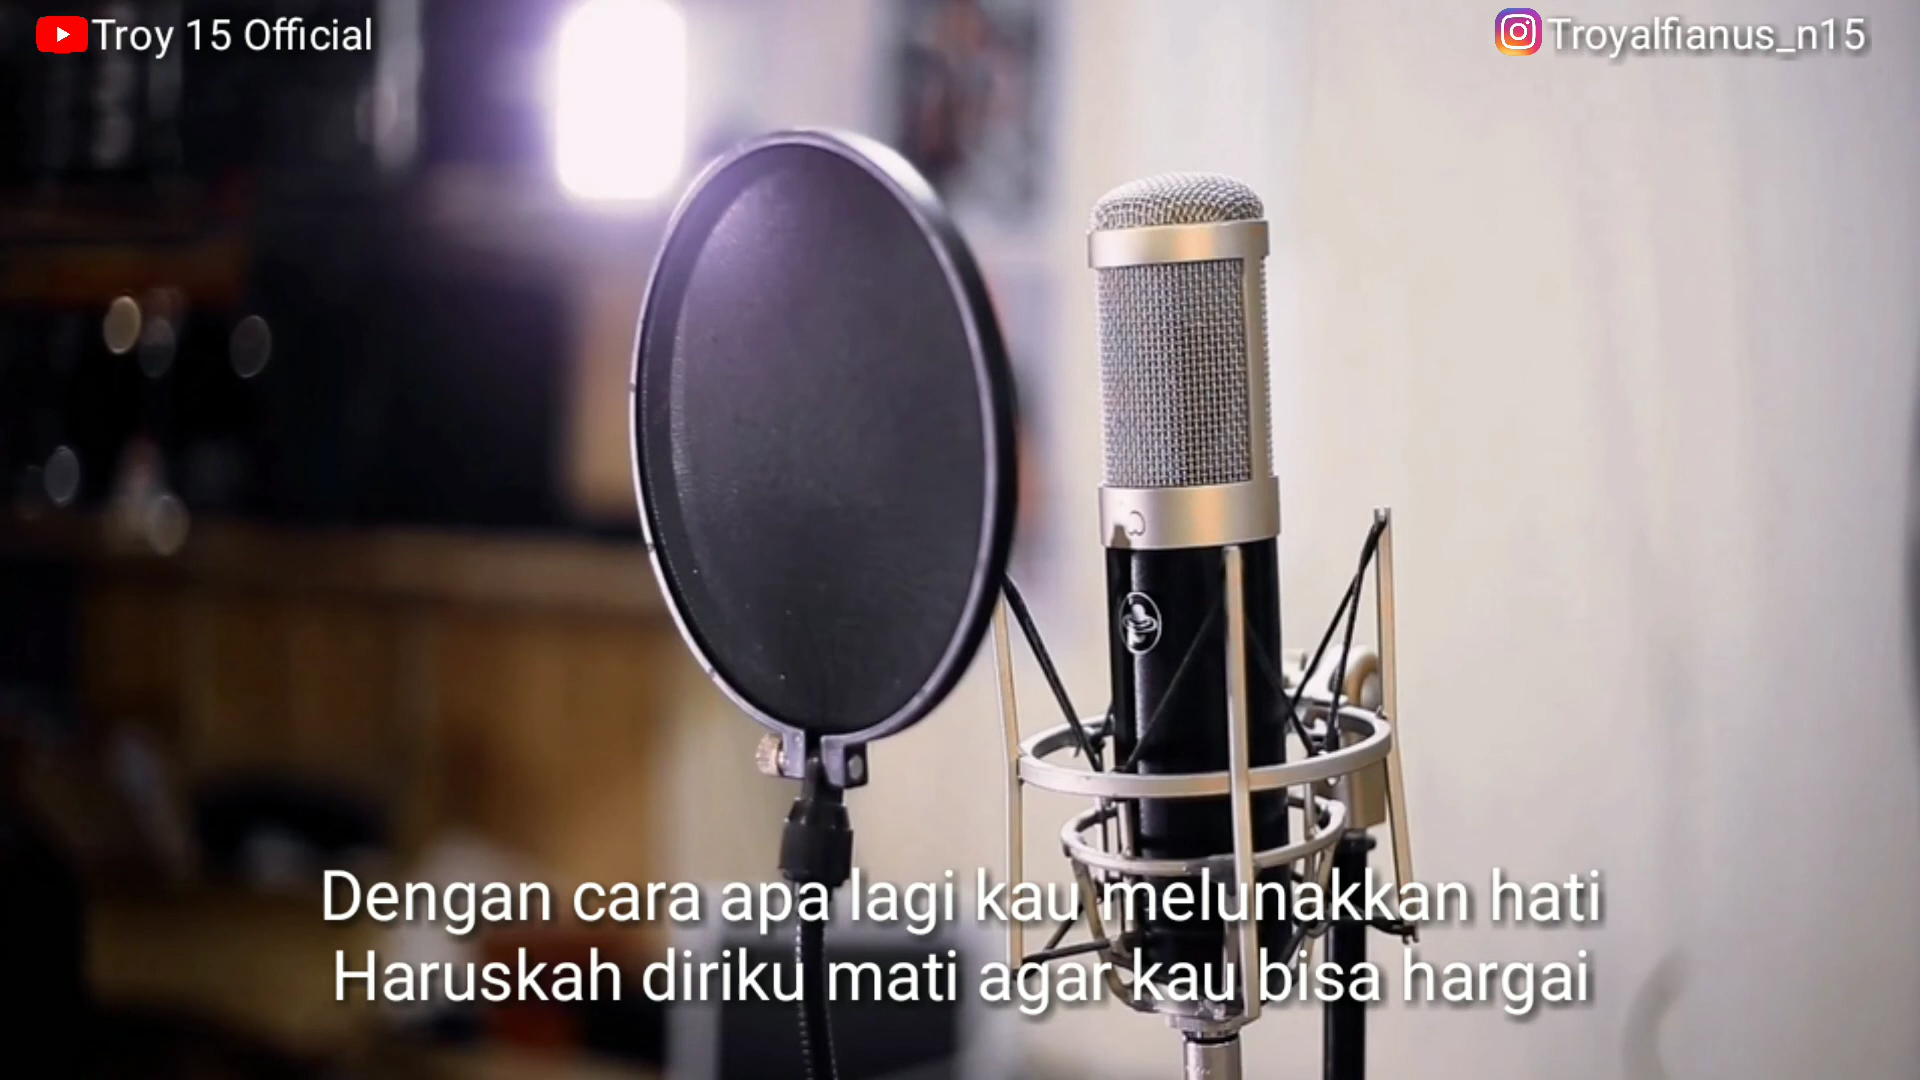 Troy 15 Official
Troyalfianus_n15
Dengan cara apa lagi kau melunakkan hati
Haruskah diriku mati agar kau bisa hargai